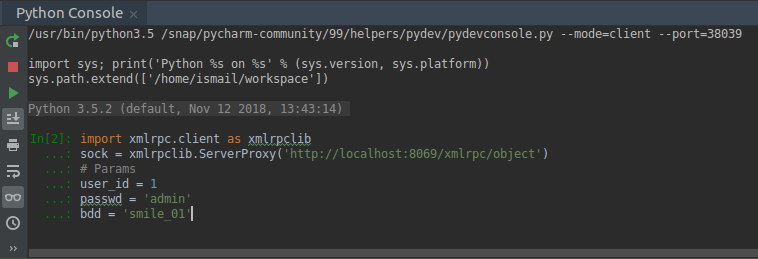 Python Console ×
/usr/bin/python3.5 /snap/pycharm-community/99/helpers/pydev/pydevconsole.py --mode=client --port=38039
import sys; print('Python %s on %s' % (sys.version, sys.platform))
sys.path.extend(['/home/ismail/workspace'])
Python 3.5.2 (default, Nov 12 2018, 13:43:14)
In[2]: import xmlrpc.client as xmlrpclib
...: sock = xmlrpclib.ServerProxy('http://localhost:8069/xmlrpc/object')
...: # Params
...: user_id = 1
...: passwd = 'admin'
...: bdd = 'smile_01'